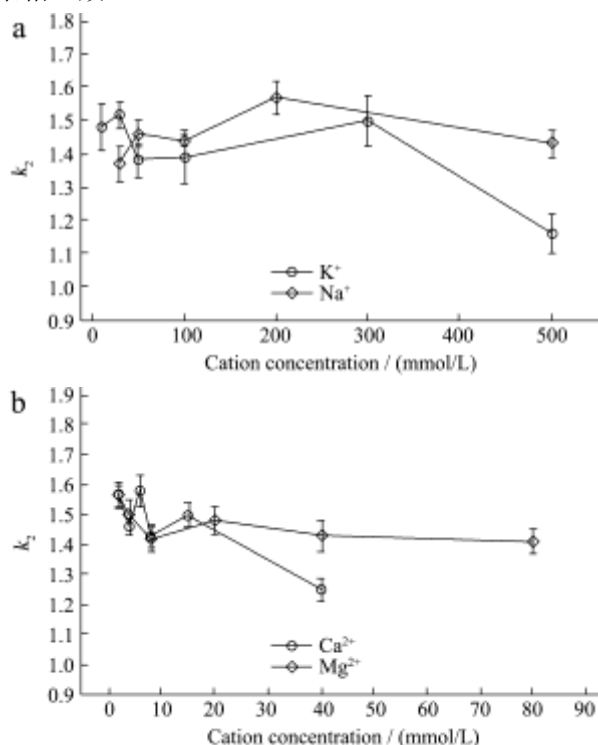 a
1.8
1.7
1.6
1.5
1.4
1.3
1.2
1.1
1.0
0.9
k₂
K⁺
Na⁺
0 100 200 300 400 500
Cation concentration / (mmol/L)
b
1.9
1.8
1.7
1.6
1.5
1.4
1.3
1.2
1.1
1.0
0.9
k₂
Ca²⁺
Mg²⁺
0 10 20 30 40 50 60 70 80 90
Cation concentration / (mmol/L)